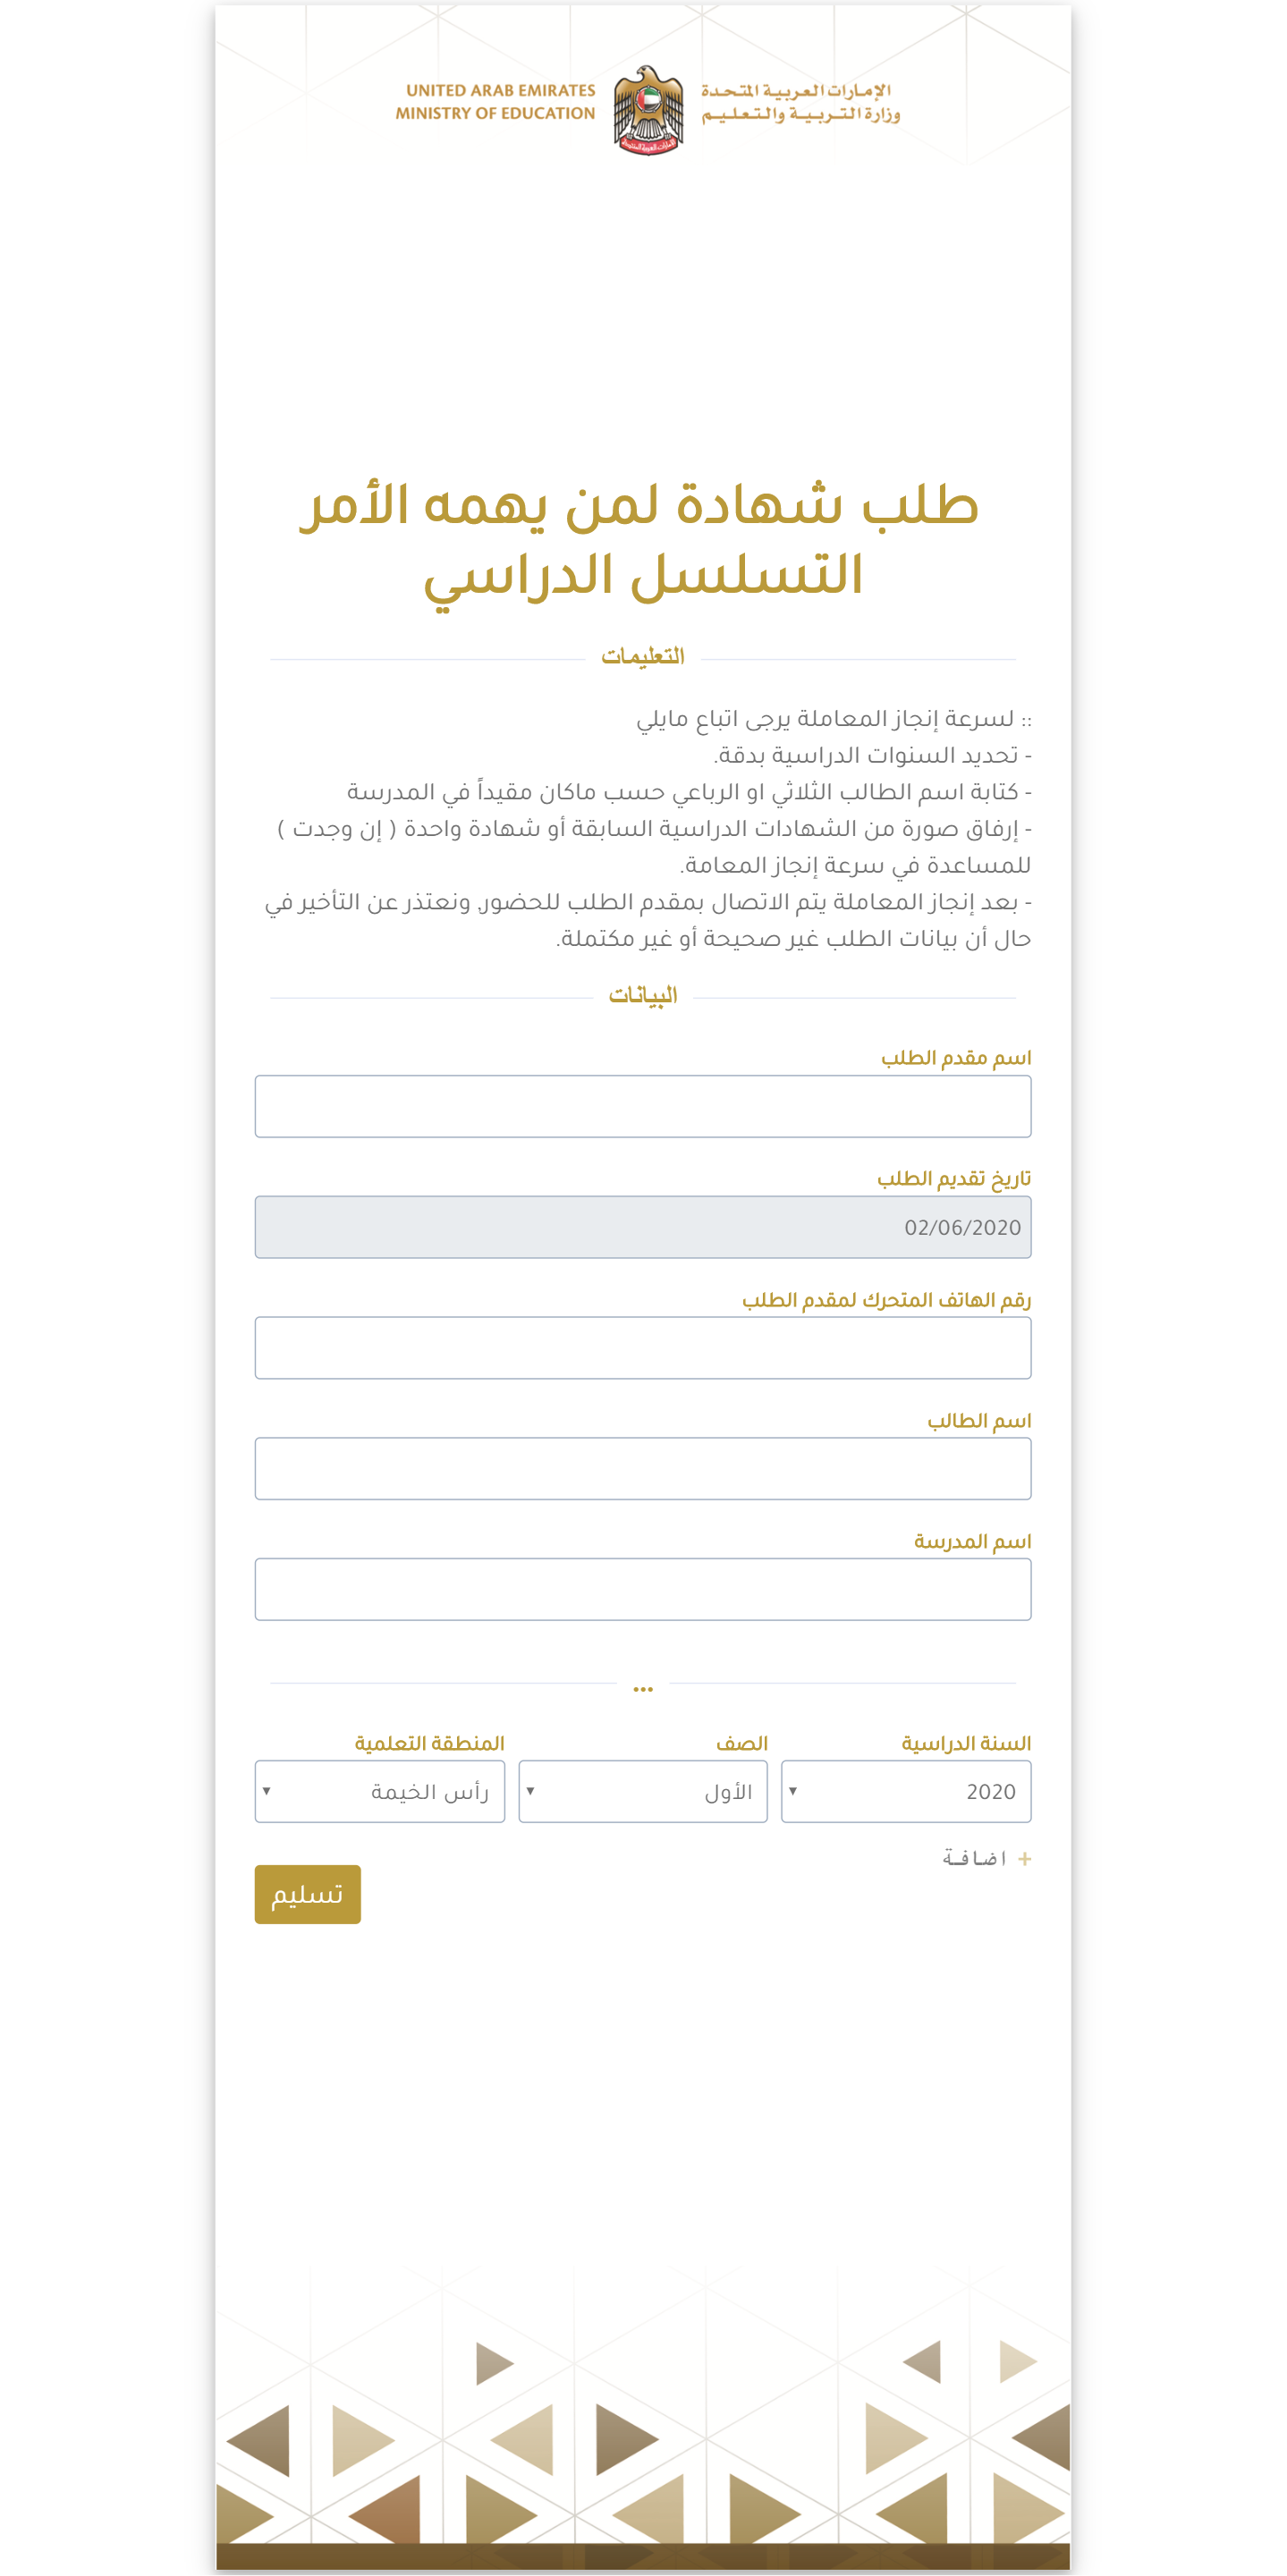 الإمارات العربية المتحدة
وزارة التربية والتعليم
UNITED ARAB EMIRATES
MINISTRY OF EDUCATION
طلب شهادة لمن يهمه الأمر
التسلسل الدراسي
التعليمات
:: لسرعة إنجاز المعاملة يرجى اتباع مايلي
- تحديد السنوات الدراسية بدقة.
- كتابة اسم الطالب الثلاثي او الرباعي حسب ماكان مقيداً في المدرسة
- إرفاق صورة من الشهادات الدراسية السابقة أو شهادة واحدة ( إن وجدت )
للمساعدة في سرعة إنجاز المعامة.
- بعد إنجاز المعاملة يتم الاتصال بمقدم الطلب للحضور, ونعتذر عن التأخير في
حال أن بيانات الطلب غير صحيحة أو غير مكتملة.
البيانات
اسم مقدم الطلب
تاريخ تقديم الطلب
02/06/2020
رقم الهاتف المتحرك لمقدم الطلب
اسم الطالب
اسم المدرسة
...
السنة الدراسية الصف المنطقة التعلمية
2020 الأول رأس الخيمة
+ اضافة
تسليم